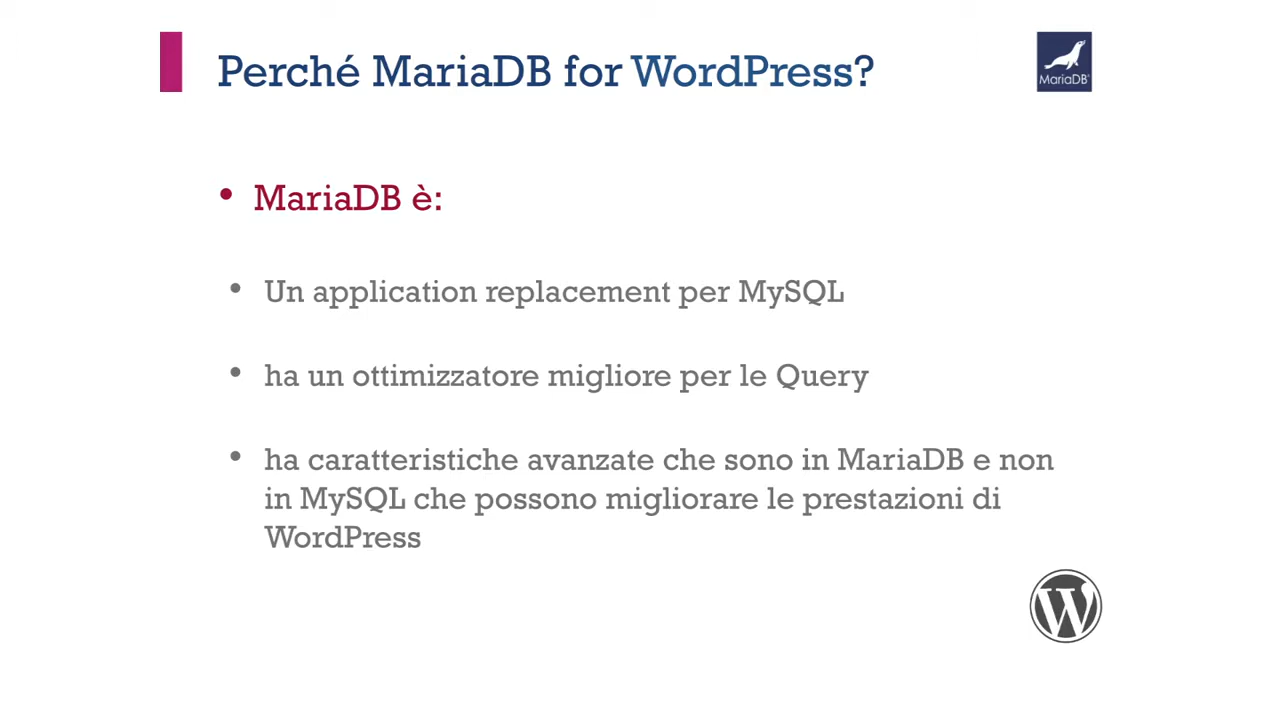 Perché MariaDB for WordPress?
MariaDB
• MariaDB è:
• Un application replacement per MySQL
• ha un ottimizzatore migliore per le Query
• ha caratteristiche avanzate che sono in MariaDB e non
in MySQL che possono migliorare le prestazioni di
WordPress